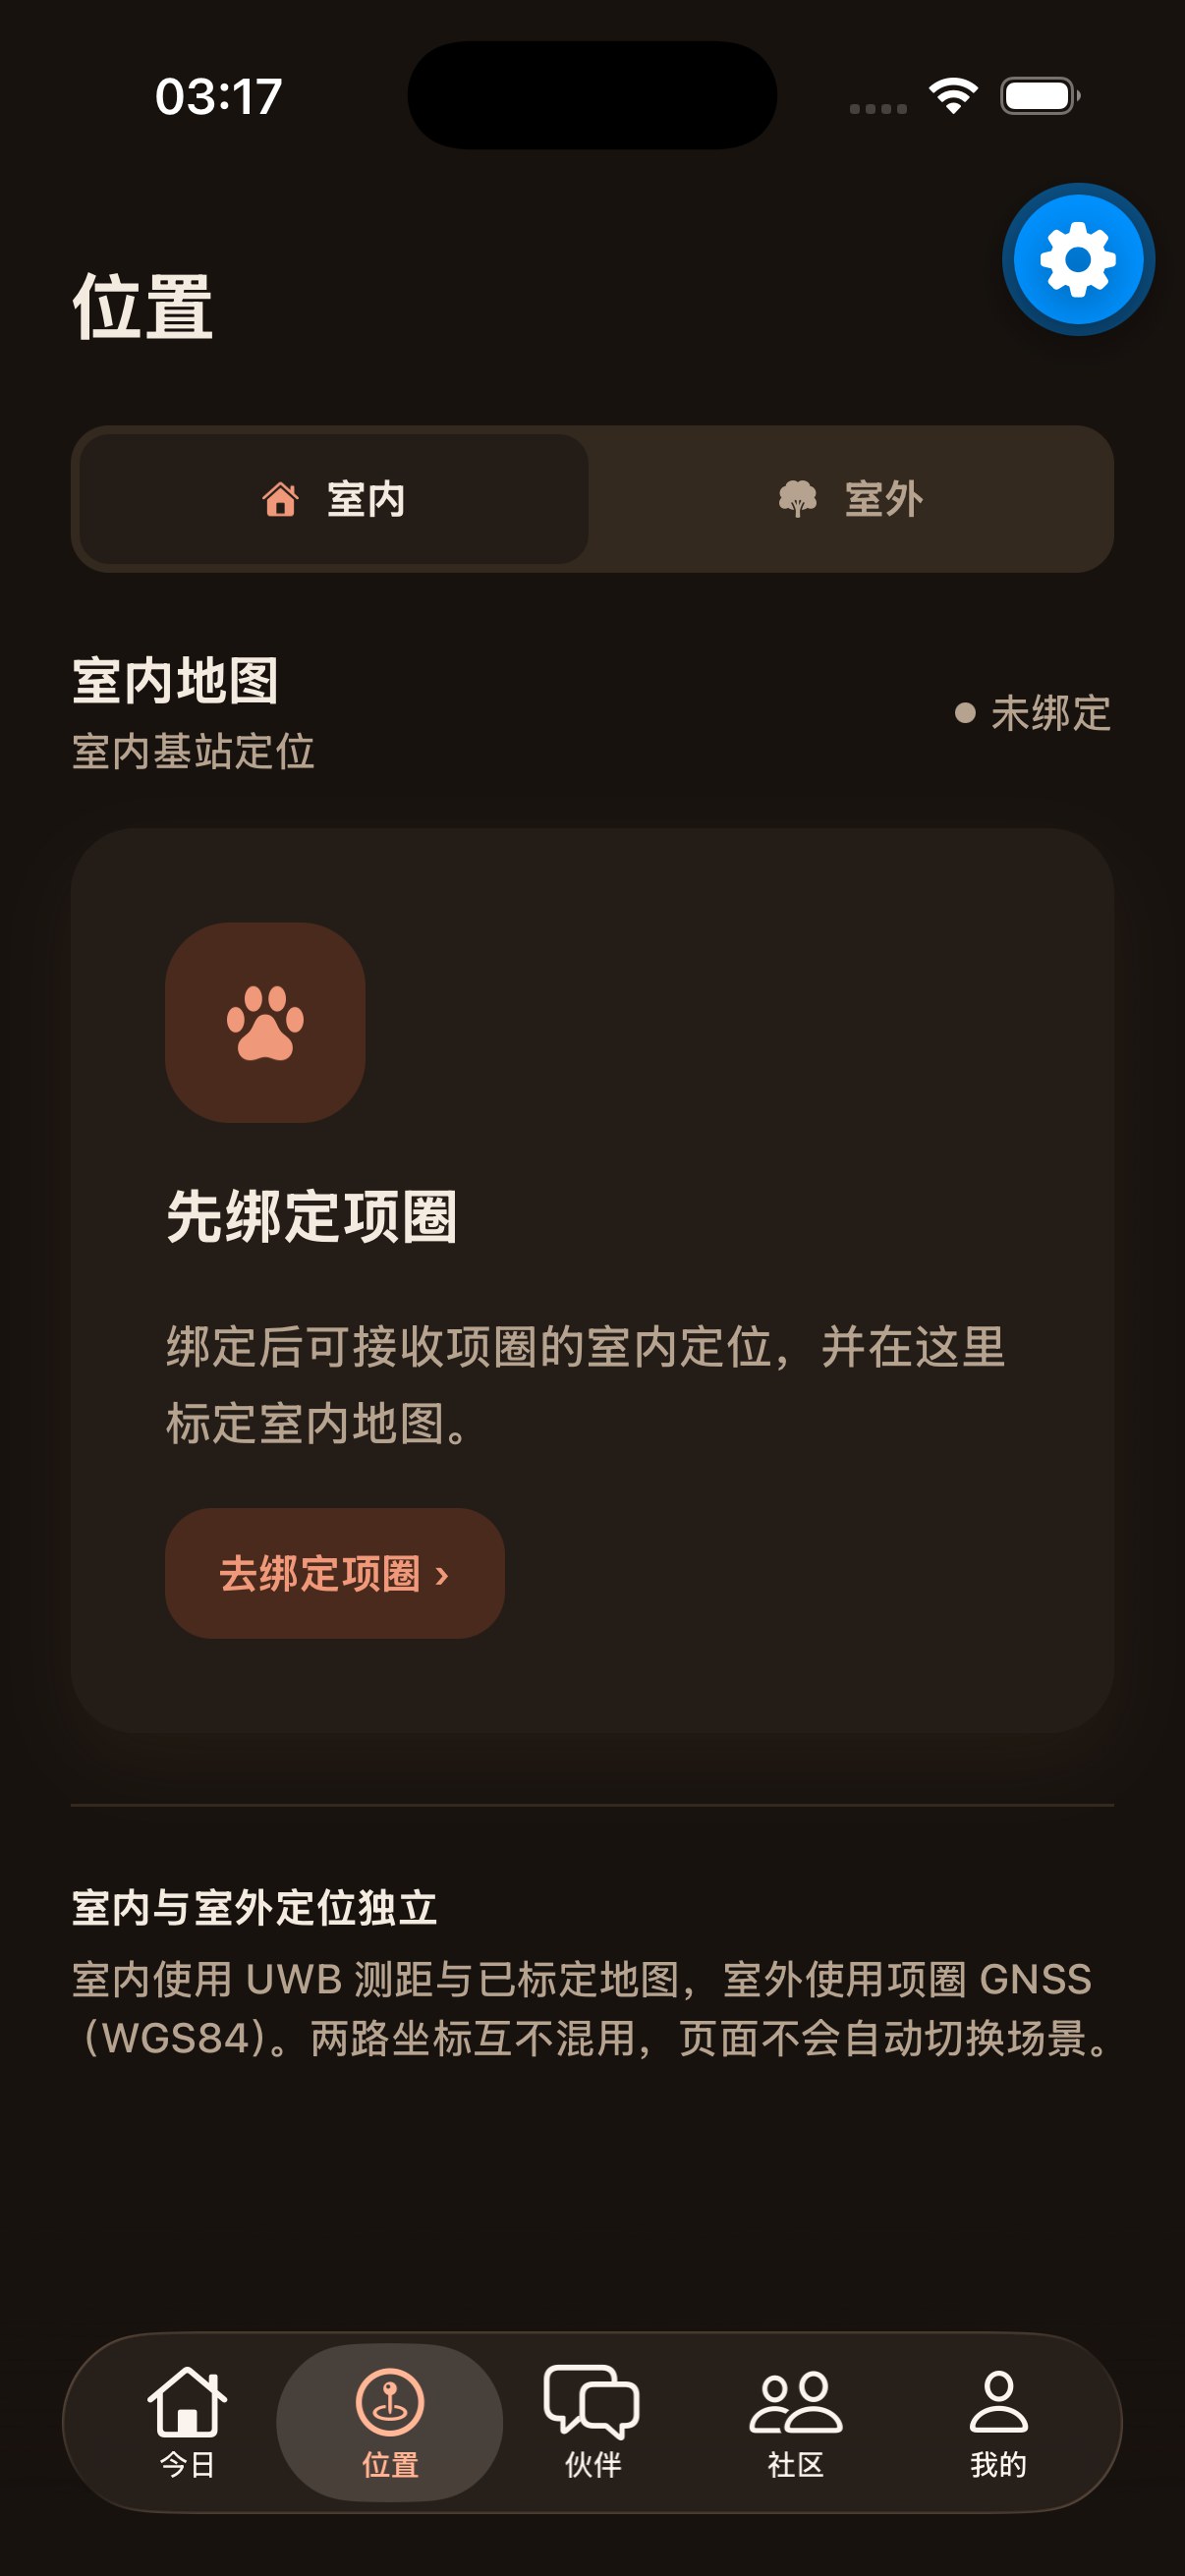 03:17
位置
室内
室外
室内地图
未绑定
室内基站定位
先绑定项圈
绑定后可接收项圈的室内定位，并在这里
标定室内地图。
去绑定项圈 ›
室内与室外定位独立
室内使用 UWB 测距与已标定地图，室外使用项圈 GNSS
（WGS84）。两路坐标互不混用，页面不会自动切换场景。
今日
位置
伙伴
社区
我的